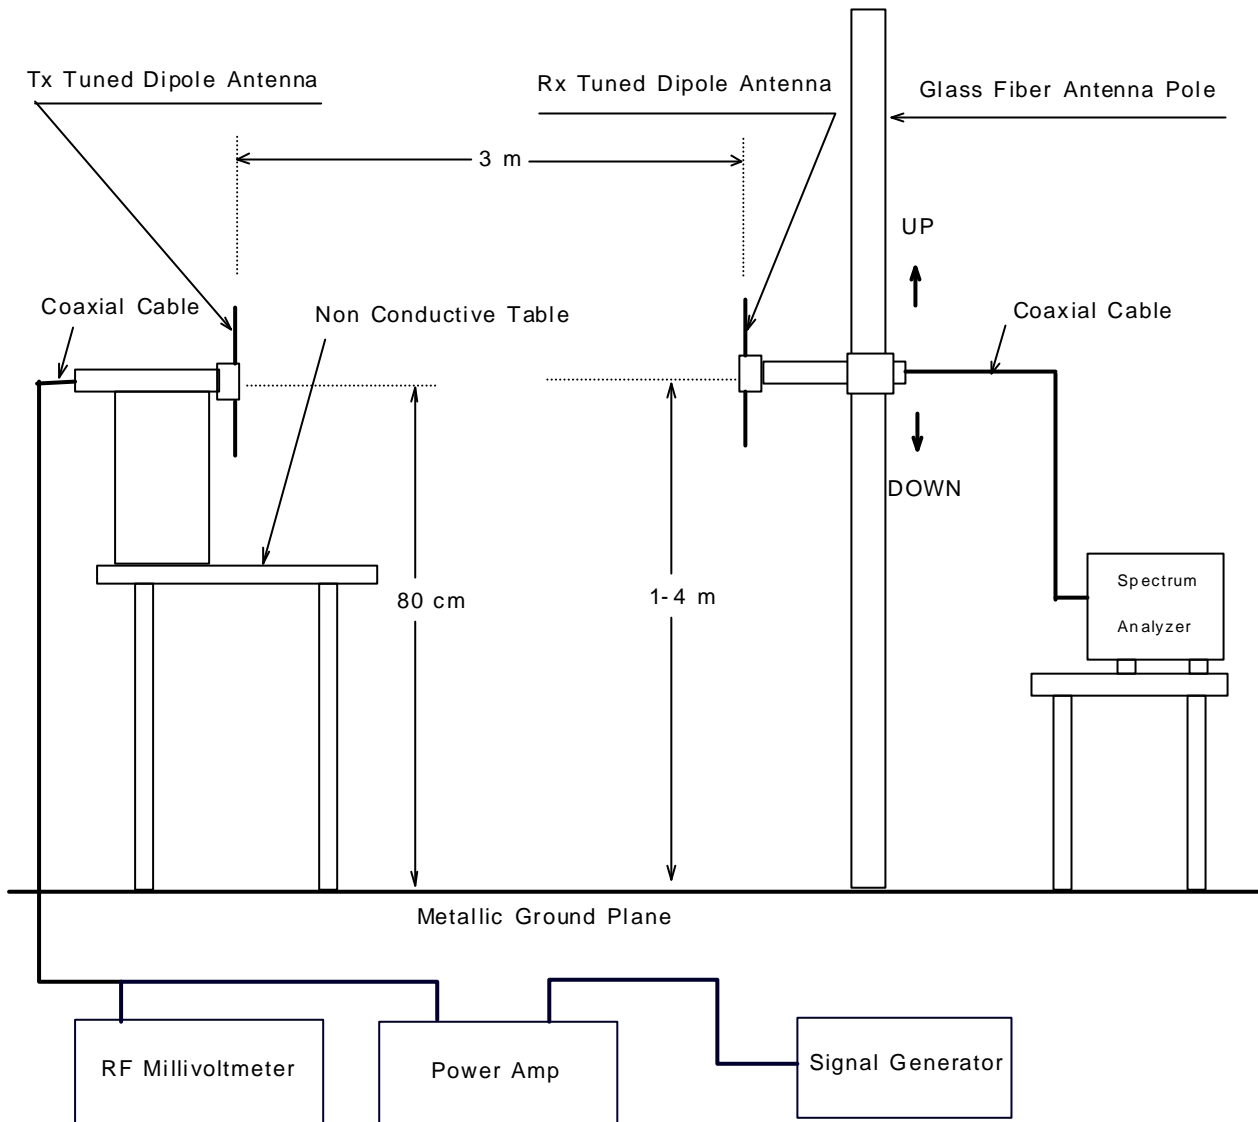 Tx Tuned Dipole Antenna
Rx Tuned Dipole Antenna
Glass Fiber Antenna Pole
3 m
UP
Coaxial Cable
Non Conductive Table
Coaxial Cable
DOWN
80 cm
1-4 m
Spectrum
Analyzer
Metallic Ground Plane
RF Millivoltmeter
Power Amp
Signal Generator